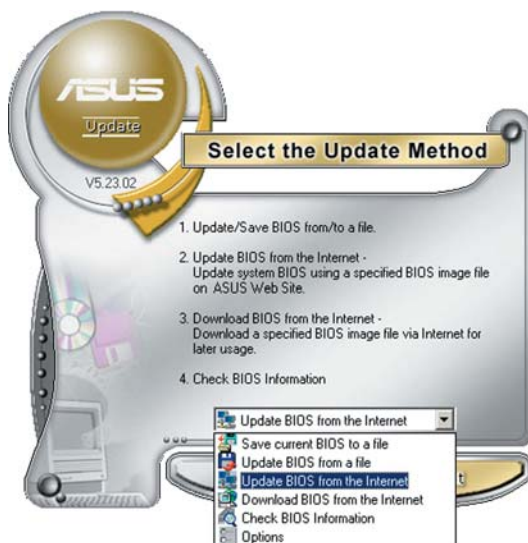 ASUS
Update
V5.23.02
Select the Update Method
1. Update/Save BIOS from/to a file.
2. Update BIOS from the Internet -
Update system BIOS using a specified BIOS image file
on ASUS Web Site.
3. Download BIOS from the Internet -
Download a specified BIOS image file via Internet for
later usage.
4. Check BIOS Information
Update BIOS from the Internet
Save current BIOS to a file
Update BIOS from a file
Update BIOS from the Internet
Download BIOS from the Internet
Check BIOS Information
Options